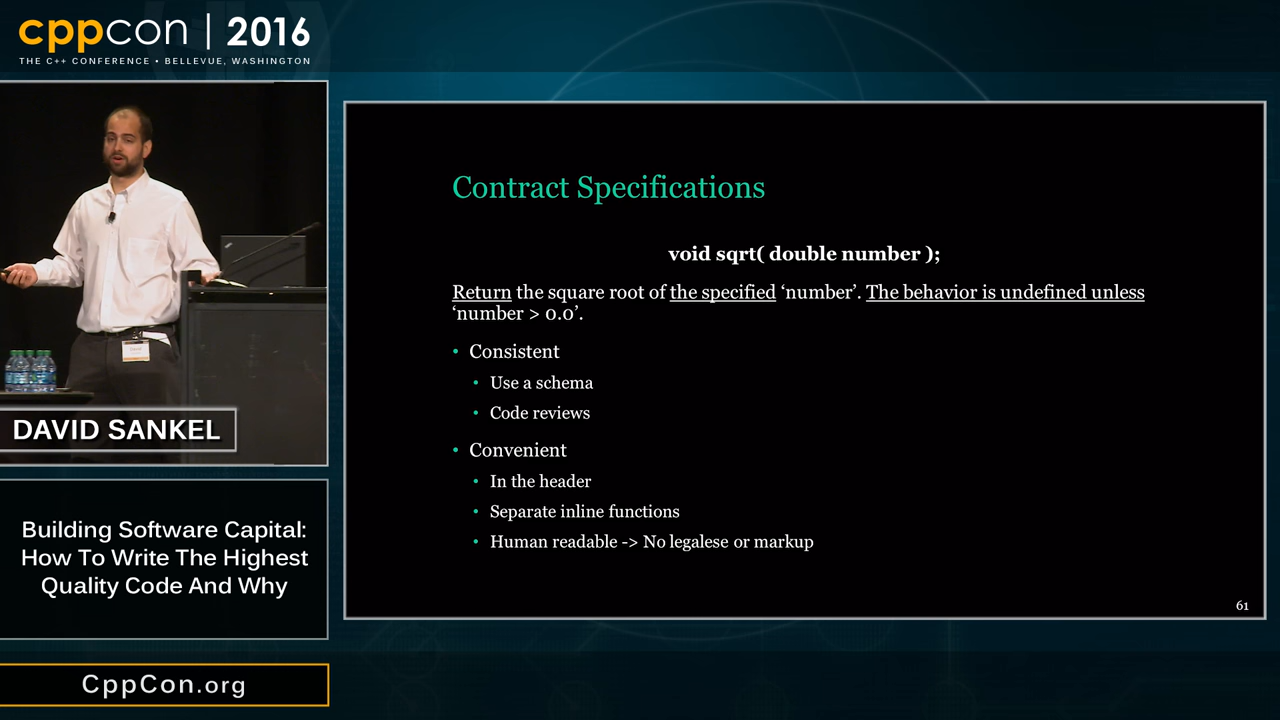 cppcon | 2016
THE C++ CONFERENCE • BELLEVUE, WASHINGTON
DAVID SANKEL
Building Software Capital:
How To Write The Highest
Quality Code And Why
CppCon.org
Contract Specifications
void sqrt( double number );
Return the square root of the specified ‘number’. The behavior is undefined unless
‘number > 0.0’.
• Consistent
• Use a schema
• Code reviews
• Convenient
• In the header
• Separate inline functions
• Human readable -> No legalese or markup
61